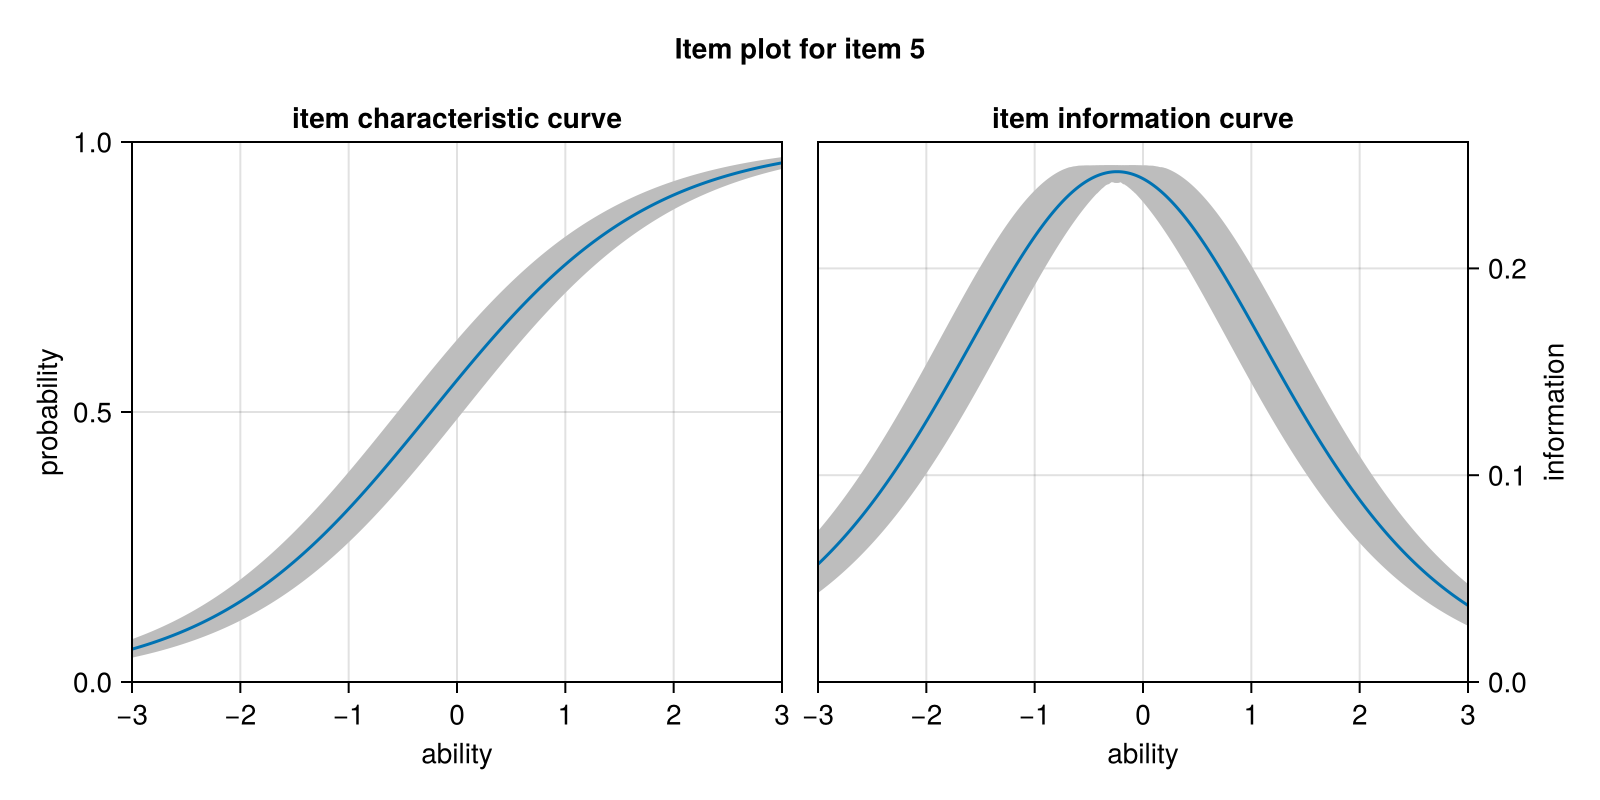 Item plot for item 5
item characteristic curve
probability
1.0
0.5
0.0
−3 −2 −1 0 1 2 3
ability
item information curve
information
0.2
0.1
0.0
−3 −2 −1 0 1 2 3
ability